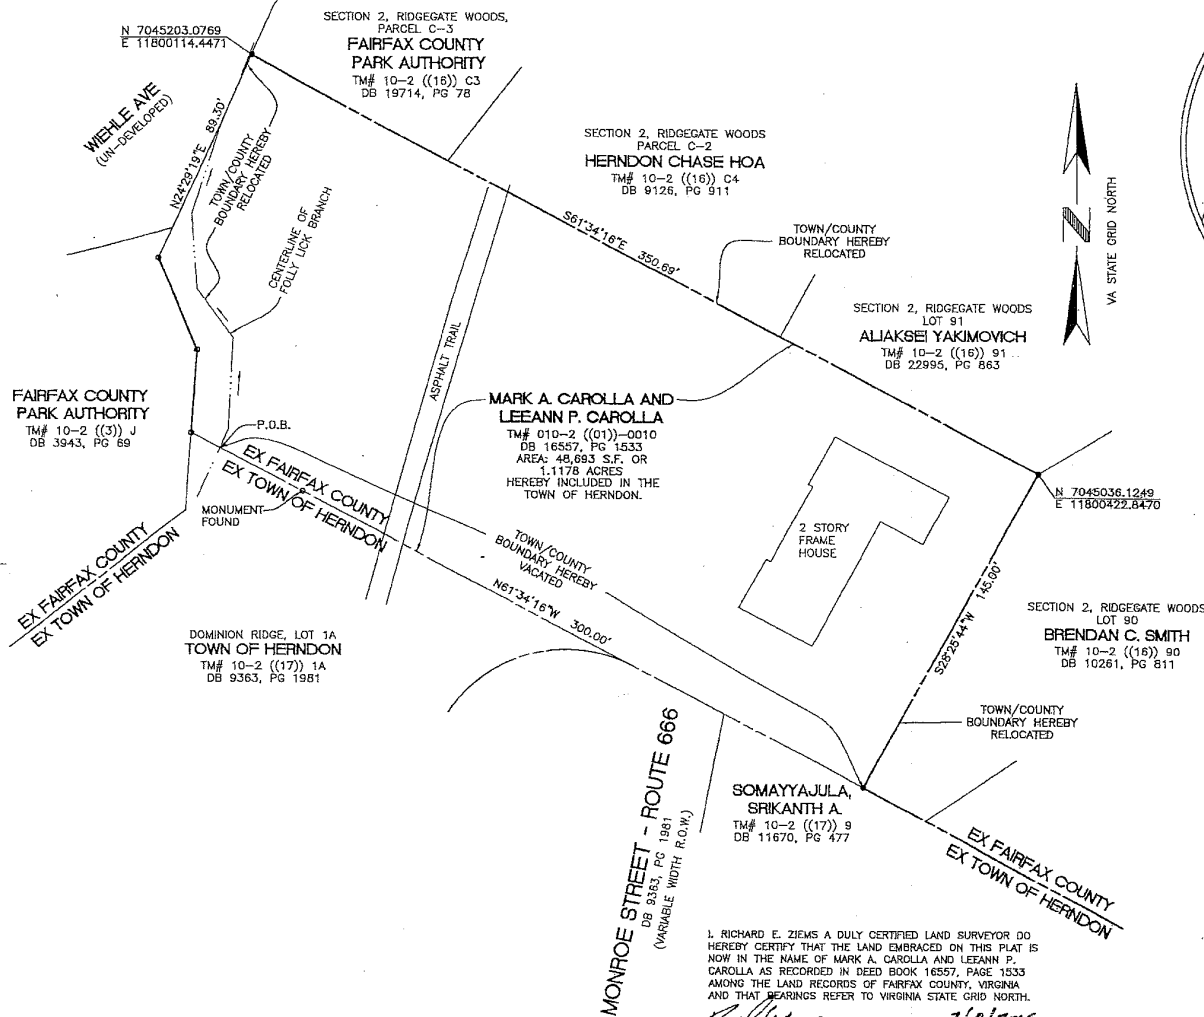 N 7045203.0769
E 11800114.4471
SECTION 2, RIDGEGATE WOODS,
PARCEL C-3
FAIRFAX COUNTY
PARK AUTHORITY
TM# 10-2 ((16)) C3
DB 19714, PG 78
WIEHLE AVE
(UN-DEVELOPED)
N24°29'19"E 89.30'
TOWN/COUNTY
BOUNDARY HEREBY
RELOCATED
CENTERLINE OF
FOLLY LICK BRANCH
SECTION 2, RIDGEGATE WOODS
PARCEL C-2
HERNDON CHASE HOA
TM# 10-2 ((16)) C4
DB 9126, PG 911
S61°34'16"E 350.69'
TOWN/COUNTY
BOUNDARY HEREBY
RELOCATED
N
VA STATE GRID NORTH
SECTION 2, RIDGEGATE WOODS
LOT 91
ALIAKSEI YAKIMOVICH
TM# 10-2 ((16)) 91
DB 22995, PG 863
ASPHALT TRAIL
FAIRFAX COUNTY
PARK AUTHORITY
TM# 10-2 ((3)) J
DB 3943, PG 69
MARK A. CAROLLA AND
LEEANN P. CAROLLA
TM# 010-2 ((01))-0010
DB 16557, PG 1533
AREA: 48,693 S.F. OR
1.1178 ACRES
HEREBY INCLUDED IN THE
TOWN OF HERNDON.
P.O.B.
EX FAIRFAX COUNTY
EX TOWN OF HERNDON
MONUMENT
FOUND
N 7045036.1249
E 11800422.8470
2 STORY
FRAME
HOUSE
TOWN/COUNTY
BOUNDARY HEREBY
VACATED
N61°34'16"W 300.00'
S28°25'44"W 145.00'
EX FAIRFAX COUNTY
EX TOWN OF HERNDON
DOMINION RIDGE, LOT 1A
TOWN OF HERNDON
TM# 10-2 ((17)) 1A
DB 9363, PG 1981
SECTION 2, RIDGEGATE WOODS
LOT 90
BRENDAN C. SMITH
TM# 10-2 ((16)) 90
DB 10261, PG 811
TOWN/COUNTY
BOUNDARY HEREBY
RELOCATED
MONROE STREET - ROUTE 666
DB 9363, PG 1981
(VARIABLE WIDTH R.O.W.)
SOMAYYAJULA,
SRIKANTH A.
TM# 10-2 ((17)) 9
DB 11670, PG 477
EX FAIRFAX COUNTY
EX TOWN OF HERNDON
I, RICHARD E. ZIEMS A DULY CERTIFIED LAND SURVEYOR DO
HEREBY CERTIFY THAT THE LAND EMBRACED ON THIS PLAT IS
NOW IN THE NAME OF MARK A. CAROLLA AND LEEANN P.
CAROLLA AS RECORDED IN DEED BOOK 16557, PAGE 1533
AMONG THE LAND RECORDS OF FAIRFAX COUNTY, VIRGINIA
AND THAT BEARINGS REFER TO VIRGINIA STATE GRID NORTH.